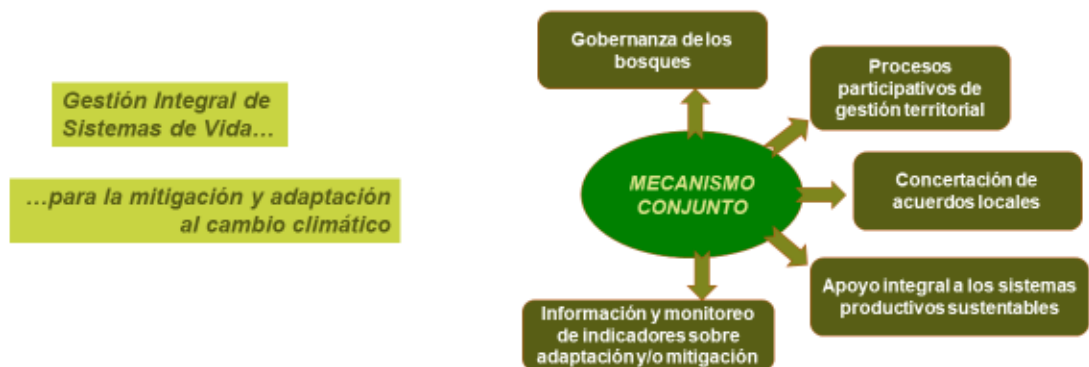 Gestión Integral de
Sistemas de Vida...
...para la mitigación y adaptación
al cambio climático
Gobernanza de los
bosques
Procesos
participativos de
gestión territorial
MECANISMO
CONJUNTO
Concertación de
acuerdos locales
Apoyo integral a los sistemas
productivos sustentables
Información y monitoreo
de indicadores sobre
adaptación y/o mitigación